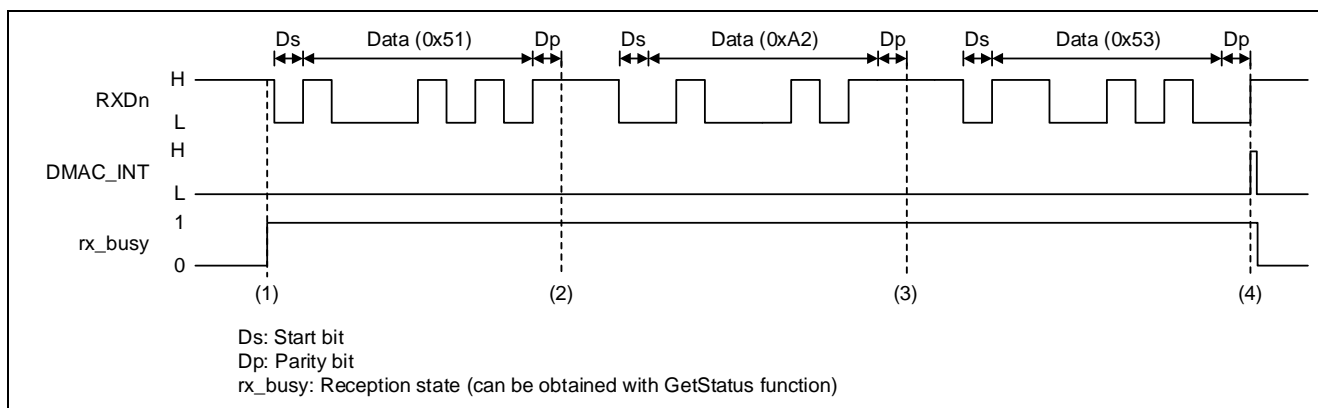 Ds Data (0x51) Dp Ds Data (0xA2) Dp Ds Data (0x53) Dp
H
RXDn
L
H
DMAC_INT
L
1
rx_busy
0
(1) (2) (3) (4)
Ds: Start bit
Dp: Parity bit
rx_busy: Reception state (can be obtained with GetStatus function)